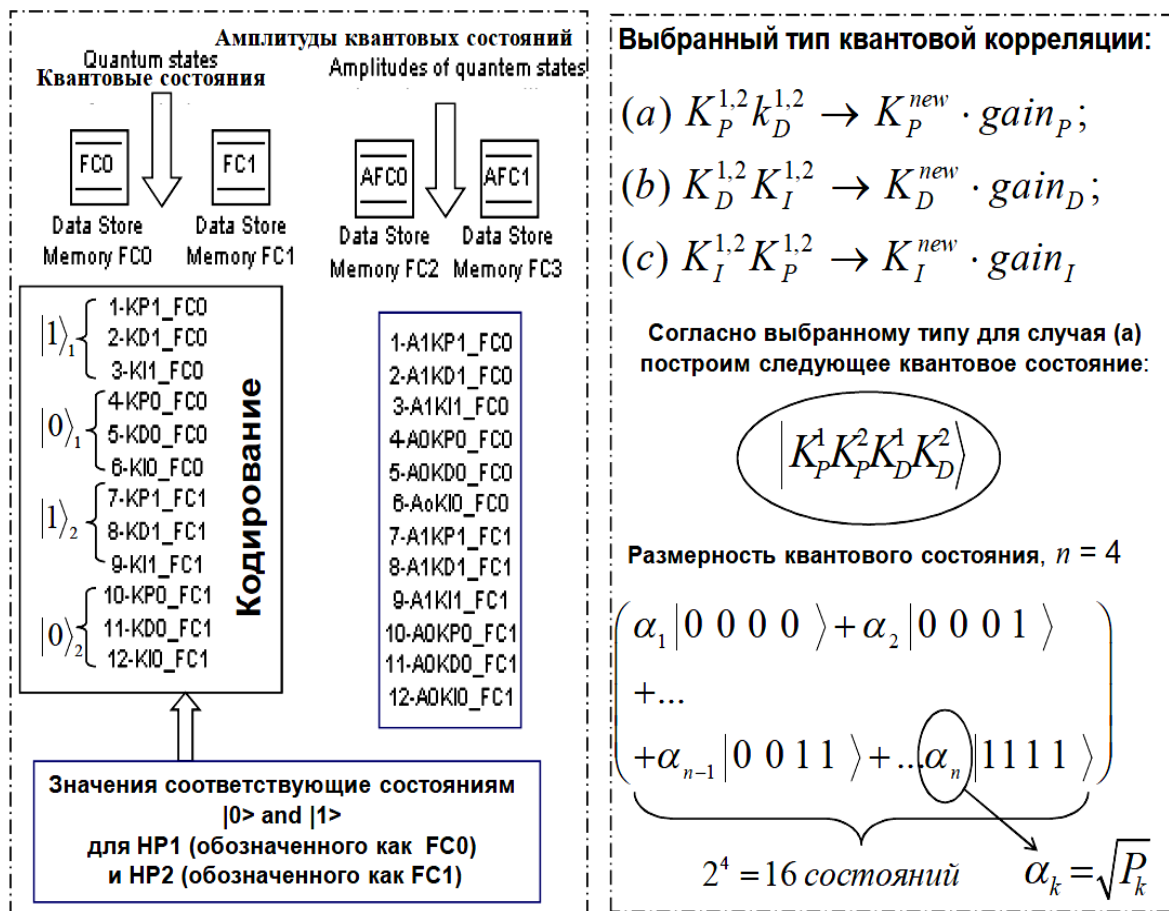 Quantum states
Квантовые состояния
Амплитуды квантовых состояний
Amplitudes of quantem states
FC0
FC1
AFC0
AFC1
Data Store
Memory FC0
Data Store
Memory FC1
Data Store
Memory FC2
Data Store
Memory FC3
|1⟩₁
1-KP1_FC0
2-KD1_FC0
3-KI1_FC0
|0⟩₁
4-KP0_FC0
5-KD0_FC0
6-KI0_FC0
|1⟩₂
7-KP1_FC1
8-KD1_FC1
9-KI1_FC1
|0⟩₂
10-KP0_FC1
11-KD0_FC1
12-KI0_FC1
Кодирование
1-A1KP1_FC0
2-A1KD1_FC0
3-A1KI1_FC0
4-A0KP0_FC0
5-A0KD0_FC0
6-AoKI0_FC0
7-A1KP1_FC1
8-A1KD1_FC1
9-A1KI1_FC1
10-A0KP0_FC1
11-A0KD0_FC1
12-A0KI0_FC1
Значения соответствующие состояниям
|0> and |1>
для HP1 (обозначенного как FC0)
и HP2 (обозначенного как FC1)
Выбранный тип квантовой корреляции:
(a) K_P^{1,2} k_D^{1,2} → K_P^{new} · gain_P;
(b) K_D^{1,2} K_I^{1,2} → K_D^{new} · gain_D;
(c) K_I^{1,2} K_P^{1,2} → K_I^{new} · gain_I
Согласно выбранному типу для случая (a)
построим следующее квантовое состояние:
|K_P^1 K_P^2 K_D^1 K_D^2⟩
Размерность квантового состояния, n = 4
α₁|0 0 0 0 ⟩ + α₂|0 0 0 1 ⟩
+...
+α_{n−1}|0 0 1 1 ⟩ + ...α_n|1 1 1 1 ⟩
2⁴ = 16 состояний
α_k = √P_k